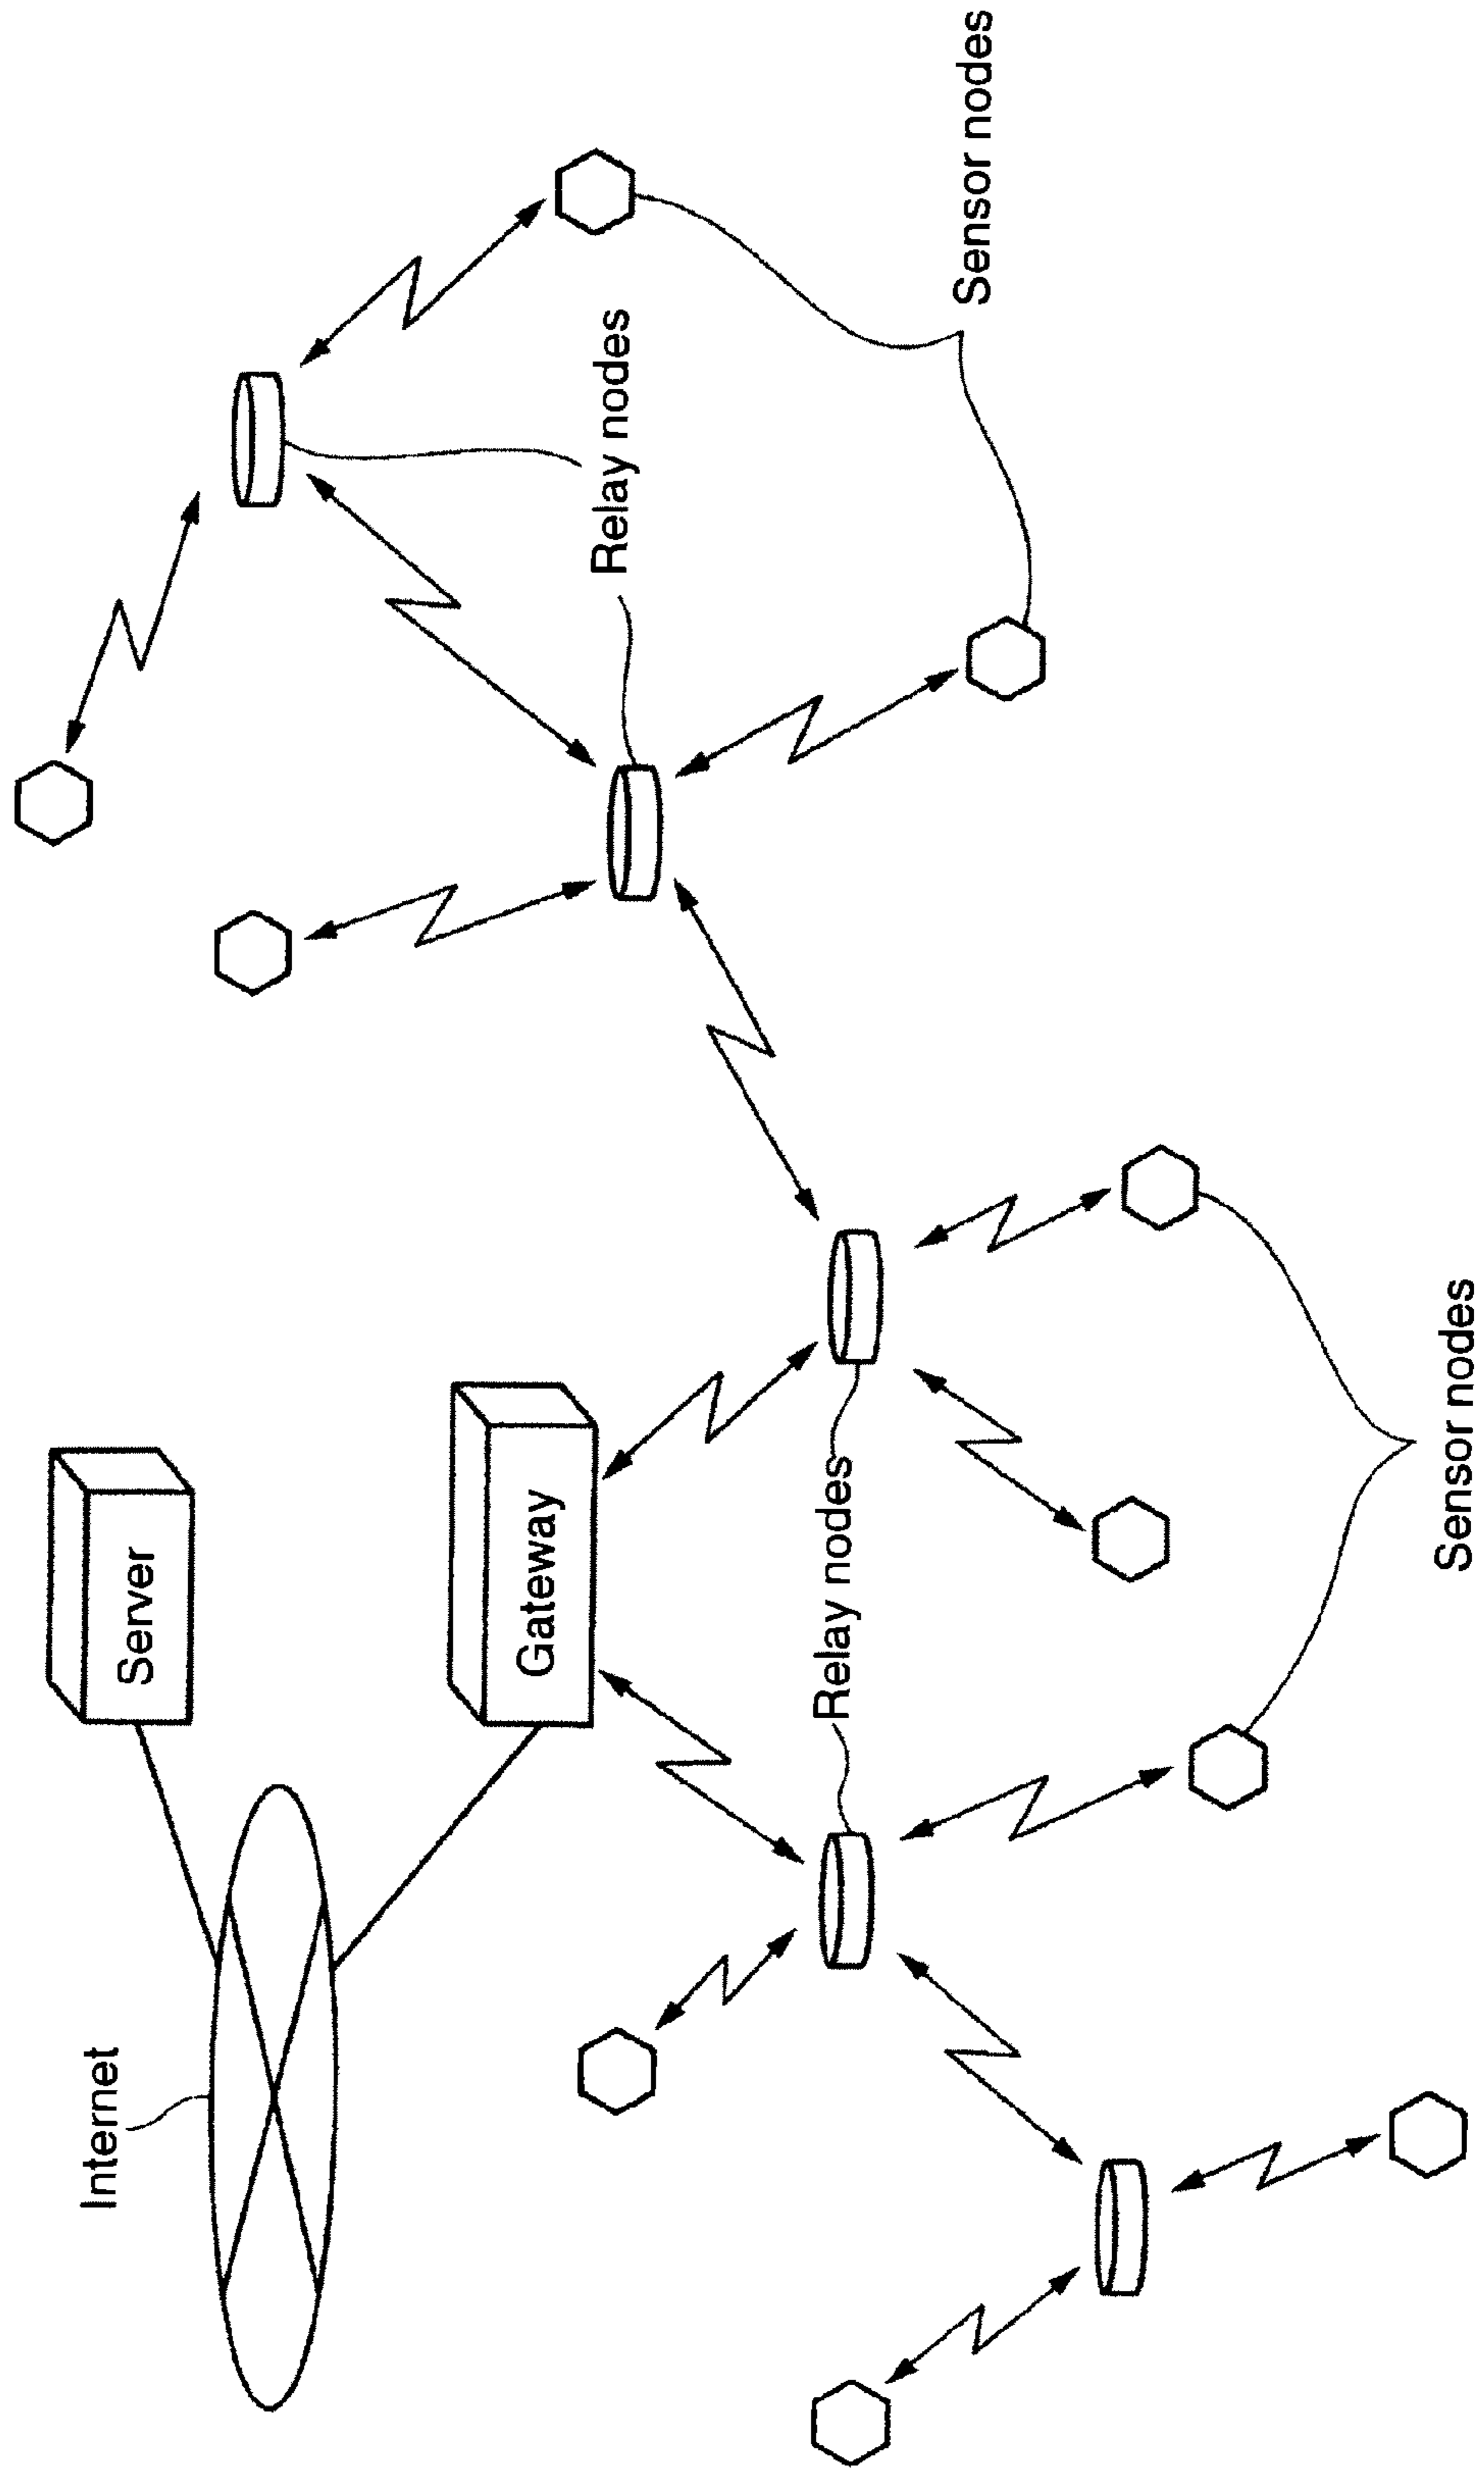 Internet
Server
Gateway
Relay nodes
Sensor nodes
Relay nodes
Sensor nodes